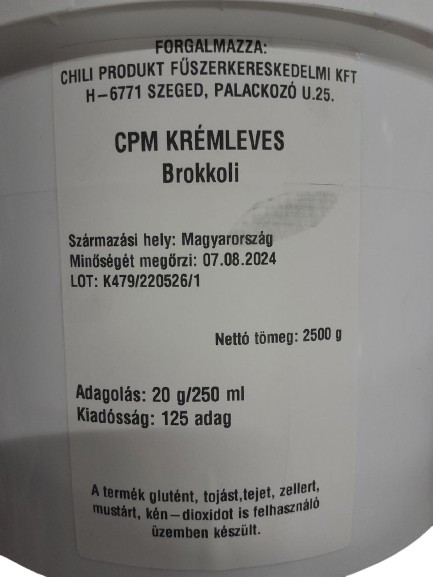 FORGALMAZZA:
CHILI PRODUKT FŰSZERKERESKEDELMI KFT
H-6771 SZEGED, PALACKOZÓ U.25.
CPM KRÉMLEVES
Brokkoli
Származási hely: Magyarország
Minőségét megőrzi: 07.08.2024
LOT: K479/220526/1
Nettó tömeg: 2500 g
Adagolás: 20 g/250 ml
Kiadósság: 125 adag
A termék glutént, tojást,tejet, zellert,
mustárt, kén-dioxidot is felhasználó
üzemben készült.